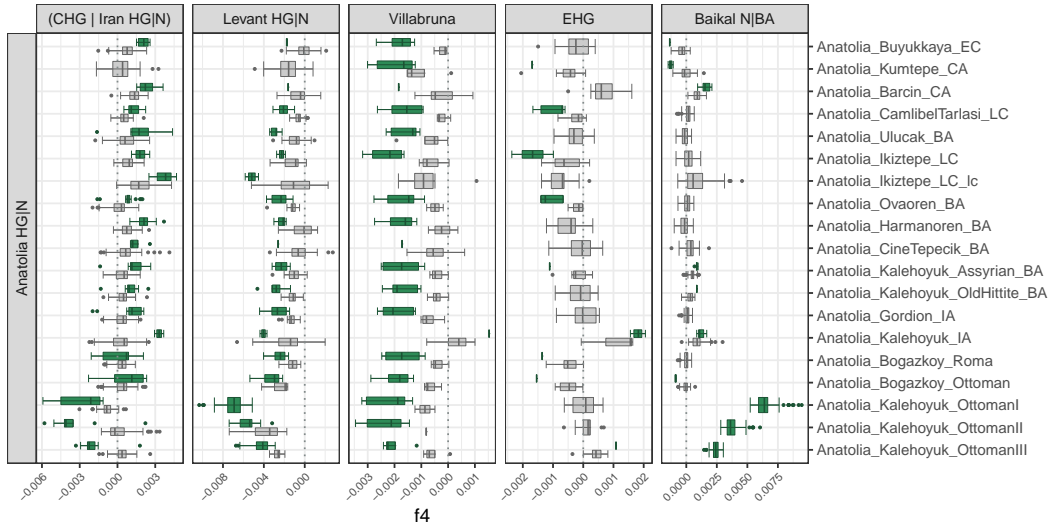 (CHG | Iran HG|N) Levant HG|N Villabruna EHG Baikal N|BA
Anatolia HG|N
Anatolia_Buyukkaya_EC
Anatolia_Kumtepe_CA
Anatolia_Barcin_CA
Anatolia_CamlibelTarlasi_LC
Anatolia_Ulucak_BA
Anatolia_Ikiztepe_LC
Anatolia_Ikiztepe_LC_lc
Anatolia_Ovaoren_BA
Anatolia_Harmanoren_BA
Anatolia_CineTepecik_BA
Anatolia_Kalehoyuk_Assyrian_BA
Anatolia_Kalehoyuk_OldHittite_BA
Anatolia_Gordion_IA
Anatolia_Kalehoyuk_IA
Anatolia_Bogazkoy_Roma
Anatolia_Bogazkoy_Ottoman
Anatolia_Kalehoyuk_OttomanI
Anatolia_Kalehoyuk_OttomanII
Anatolia_Kalehoyuk_OttomanIII
−0.006 −0.003 0.000 0.003 −0.008 −0.004 0.000 −0.003 −0.002 −0.001 0.000 0.001 −0.002 −0.001 0.000 0.001 0.002 0.0000 0.0025 0.0050 0.0075
f4